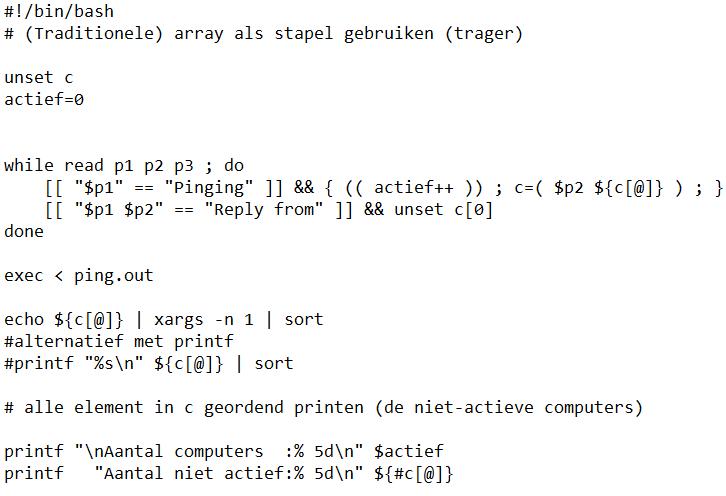 #!/bin/bash
# (Traditionele) array als stapel gebruiken (trager)
unset c
actief=0
while read p1 p2 p3 ; do
    [[ "$p1" == "Pinging" ]] && { (( actief++ )) ; c=( $p2 ${c[@]} ) ; }
    [[ "$p1 $p2" == "Reply from" ]] && unset c[0]
done
exec < ping.out
echo ${c[@]} | xargs -n 1 | sort
#alternatief met printf
#printf "%s\n" ${c[@]} | sort
# alle element in c geordend printen (de niet-actieve computers)
printf "\nAantal computers  :% 5d\n" $actief
printf   "Aantal niet actief:% 5d\n" ${#c[@]}